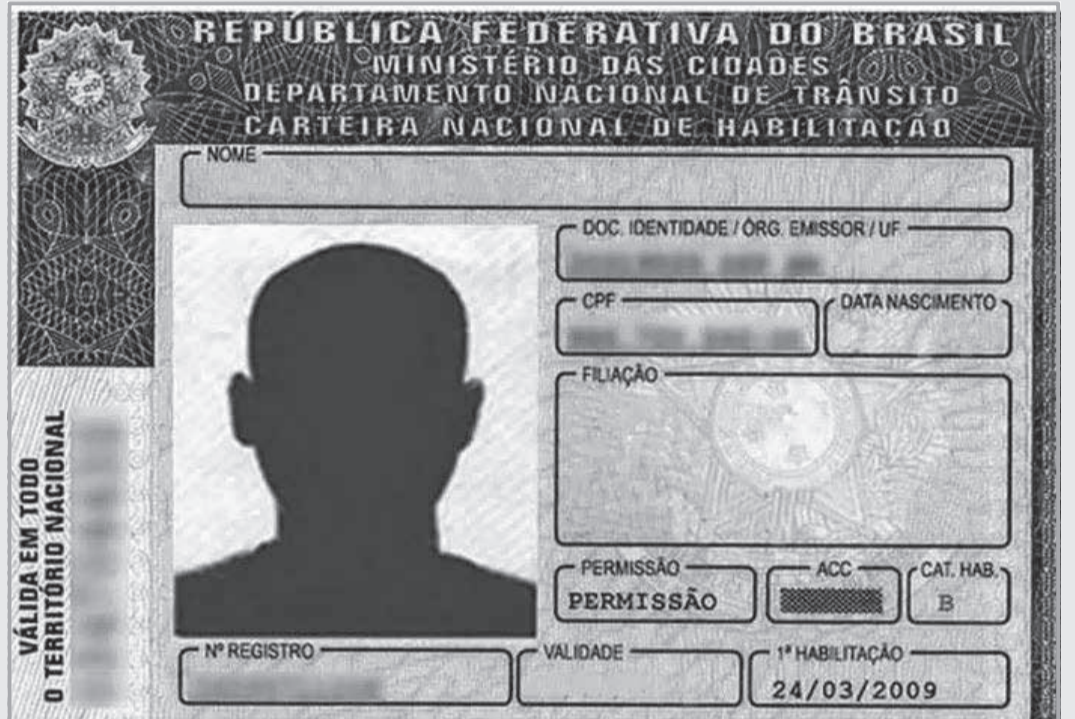 REPÚBLICA FEDERATIVA DO BRASIL
MINISTÉRIO DAS CIDADES
DEPARTAMENTO NACIONAL DE TRÂNSITO
CARTEIRA NACIONAL DE HABILITAÇÃO
NOME
DOC. IDENTIDADE / ÓRG. EMISSOR / UF
CPF
DATA NASCIMENTO
FILIAÇÃO
PERMISSÃO
ACC
CAT. HAB.
PERMISSÃO
B
Nº REGISTRO
VALIDADE
1ª HABILITAÇÃO
24/03/2009
VÁLIDA EM TODO
O TERRITÓRIO NACIONAL